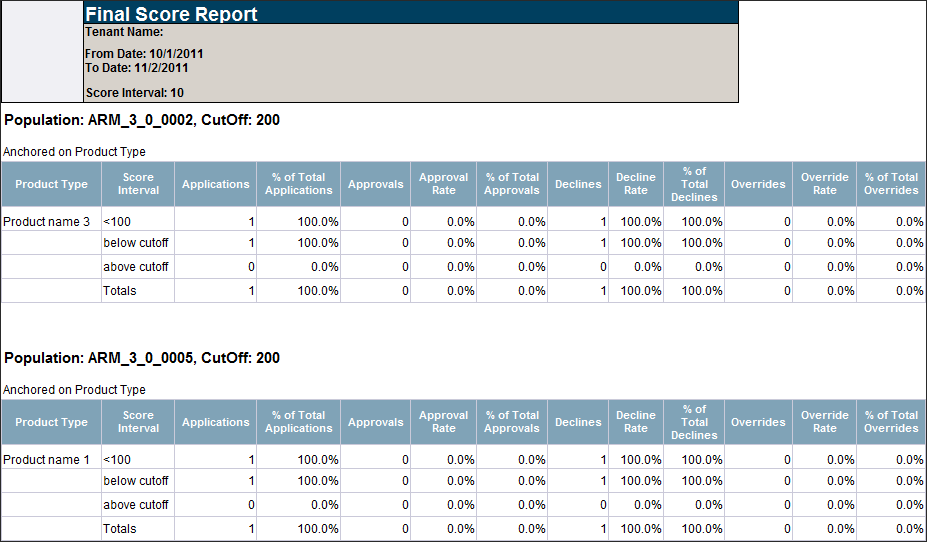 Final Score Report
Tenant Name:
From Date: 10/1/2011
To Date: 11/2/2011
Score Interval: 10
Population: ARM_3_0_0002, CutOff: 200
Anchored on Product Type
Product Type Score Interval Applications % of Total Applications Approvals Approval Rate % of Total Approvals Declines Decline Rate % of Total Declines Overrides Override Rate % of Total Overrides
Product name 3 <100 1 100.0% 0 0.0% 0.0% 1 100.0% 100.0% 0 0.0% 0.0%
below cutoff 1 100.0% 0 0.0% 0.0% 1 100.0% 100.0% 0 0.0% 0.0%
above cutoff 0 0.0% 0 0.0% 0.0% 0 0.0% 0.0% 0 0.0% 0.0%
Totals 1 100.0% 0 0.0% 0.0% 1 100.0% 100.0% 0 0.0% 0.0%
Population: ARM_3_0_0005, CutOff: 200
Anchored on Product Type
Product Type Score Interval Applications % of Total Applications Approvals Approval Rate % of Total Approvals Declines Decline Rate % of Total Declines Overrides Override Rate % of Total Overrides
Product name 1 <100 1 100.0% 0 0.0% 0.0% 1 100.0% 100.0% 0 0.0% 0.0%
below cutoff 1 100.0% 0 0.0% 0.0% 1 100.0% 100.0% 0 0.0% 0.0%
above cutoff 0 0.0% 0 0.0% 0.0% 0 0.0% 0.0% 0 0.0% 0.0%
Totals 1 100.0% 0 0.0% 0.0% 1 100.0% 100.0% 0 0.0% 0.0%